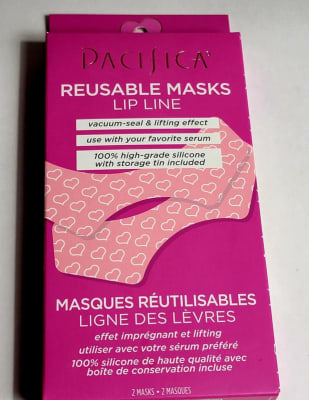 PACIFICA
REUSABLE MASKS
LIP LINE
vacuum-seal & lifting effect
use with your favorite serum
100% high-grade silicone
with storage tin included
MASQUES RÉUTILISABLES
LIGNE DES LÈVRES
effet imprégnant et lifting
utiliser avec votre sérum préféré
100% silicone de haute qualité avec
boîte de conservation incluse
2 MASKS • 2 MASQUES